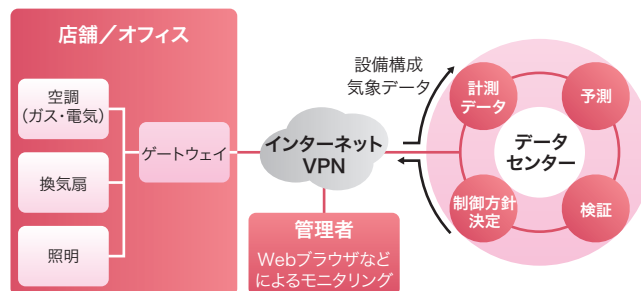 店舗／オフィス
空調
(ガス・電気)
換気扇
照明
ゲートウェイ
インターネット
VPN
管理者
Webブラウザなど
によるモニタリング
設備構成
気象データ
計測
データ
予測
データ
センター
制御方針
決定
検証